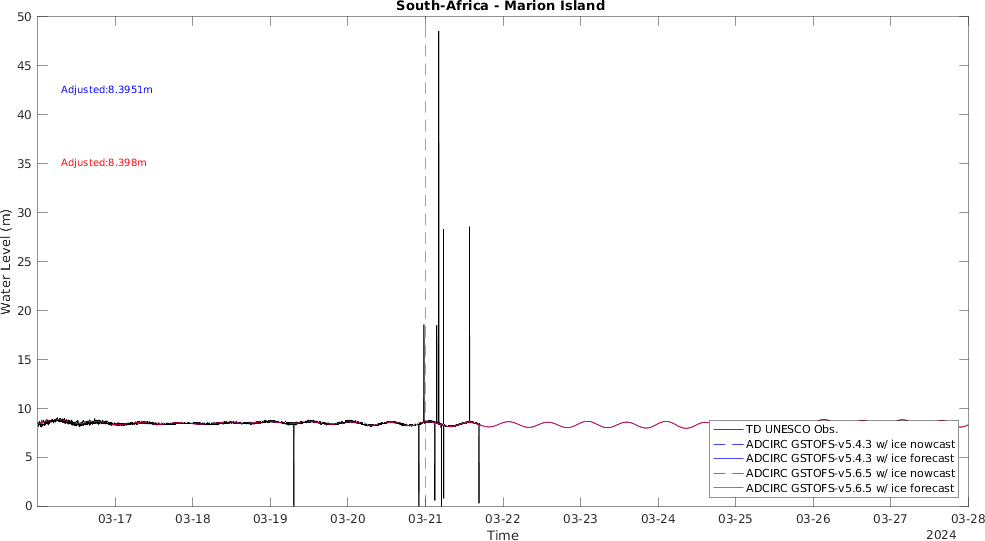 South-Africa - Marion Island
50
45
40
35
30
25
20
15
10
5
0
Water Level (m)
Adjusted:8.3951m
Adjusted:8.398m
TD UNESCO Obs.
ADCIRC GSTOFS-v5.4.3 w/ ice nowcast
ADCIRC GSTOFS-v5.4.3 w/ ice forecast
ADCIRC GSTOFS-v5.6.5 w/ ice nowcast
ADCIRC GSTOFS-v5.6.5 w/ ice forecast
03-17 03-18 03-19 03-20 03-21 03-22 03-23 03-24 03-25 03-26 03-27 03-28
Time
2024